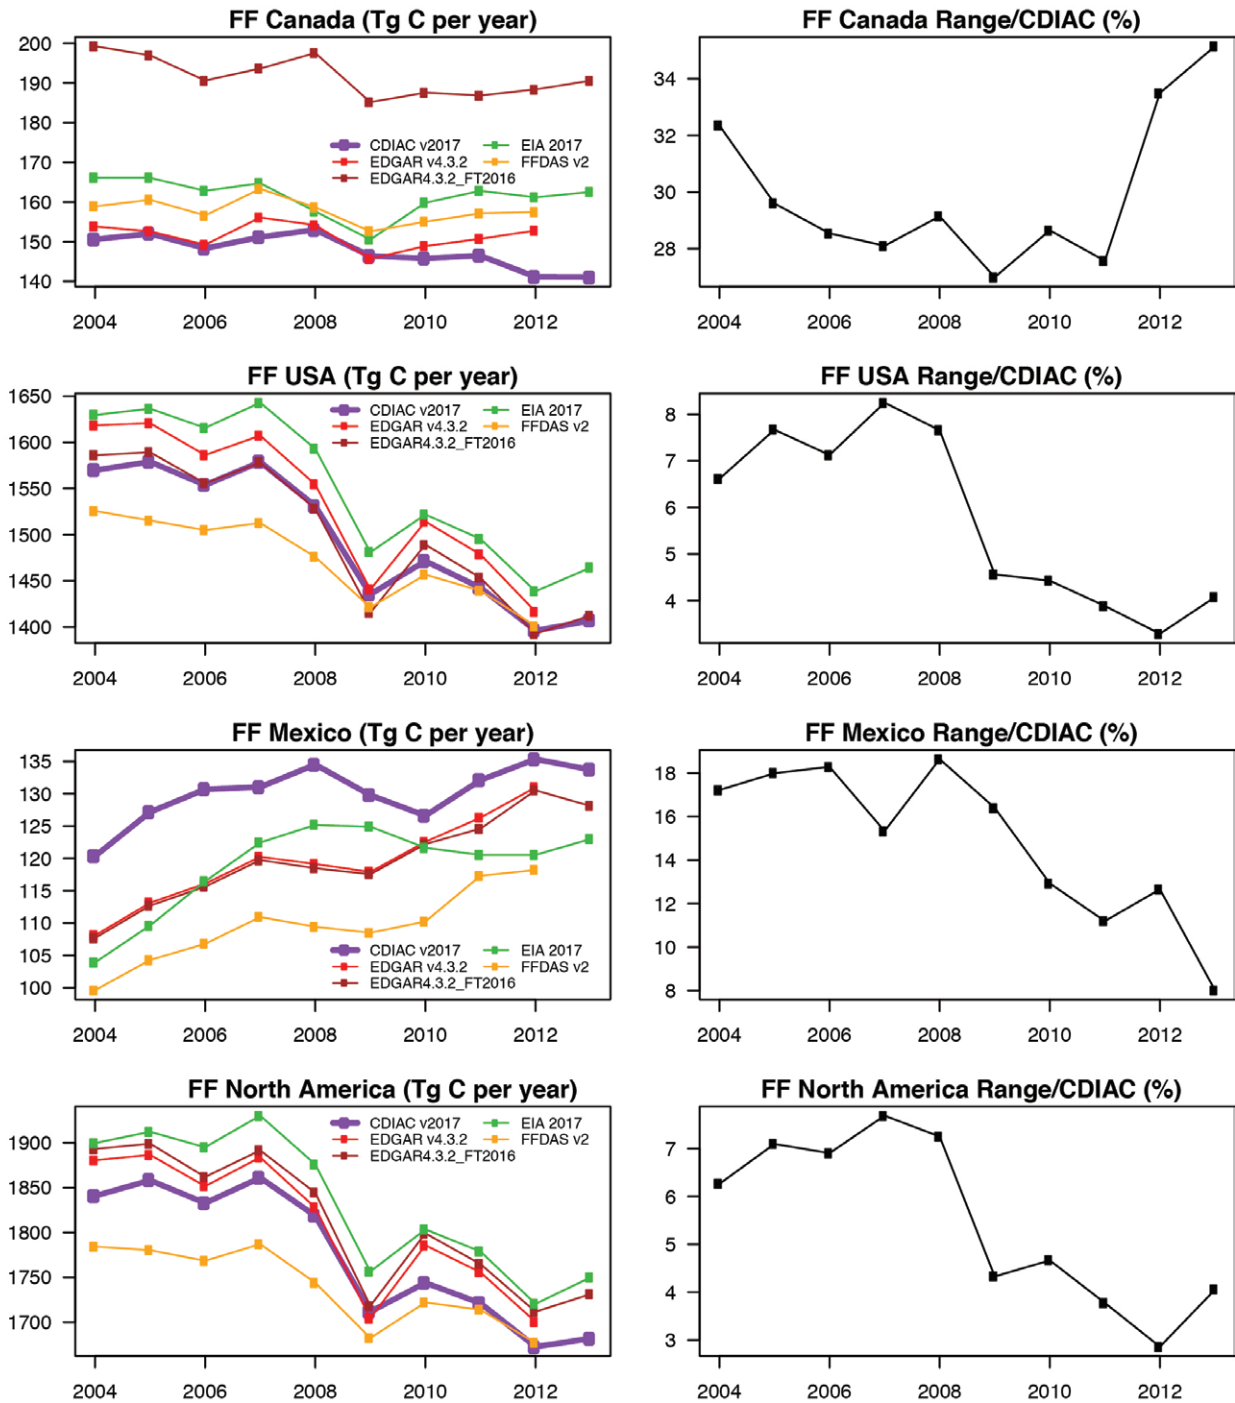 FF Canada (Tg C per year)
200
190
180
170
160
150
140
CDIAC v2017
EDGAR v4.3.2
EDGAR4.3.2_FT2016
EIA 2017
FFDAS v2
2004 2006 2008 2010 2012
FF Canada Range/CDIAC (%)
34
32
30
28
2004 2006 2008 2010 2012
FF USA (Tg C per year)
1650
1600
1550
1500
1450
1400
CDIAC v2017
EDGAR v4.3.2
EDGAR4.3.2_FT2016
EIA 2017
FFDAS v2
2004 2006 2008 2010 2012
FF USA Range/CDIAC (%)
8
7
6
5
4
2004 2006 2008 2010 2012
FF Mexico (Tg C per year)
135
130
125
120
115
110
105
100
CDIAC v2017
EDGAR v4.3.2
EDGAR4.3.2_FT2016
EIA 2017
FFDAS v2
2004 2006 2008 2010 2012
FF Mexico Range/CDIAC (%)
18
16
14
12
10
8
2004 2006 2008 2010 2012
FF North America (Tg C per year)
1900
1850
1800
1750
1700
CDIAC v2017
EDGAR v4.3.2
EDGAR4.3.2_FT2016
EIA 2017
FFDAS v2
2004 2006 2008 2010 2012
FF North America Range/CDIAC (%)
7
6
5
4
3
2004 2006 2008 2010 2012